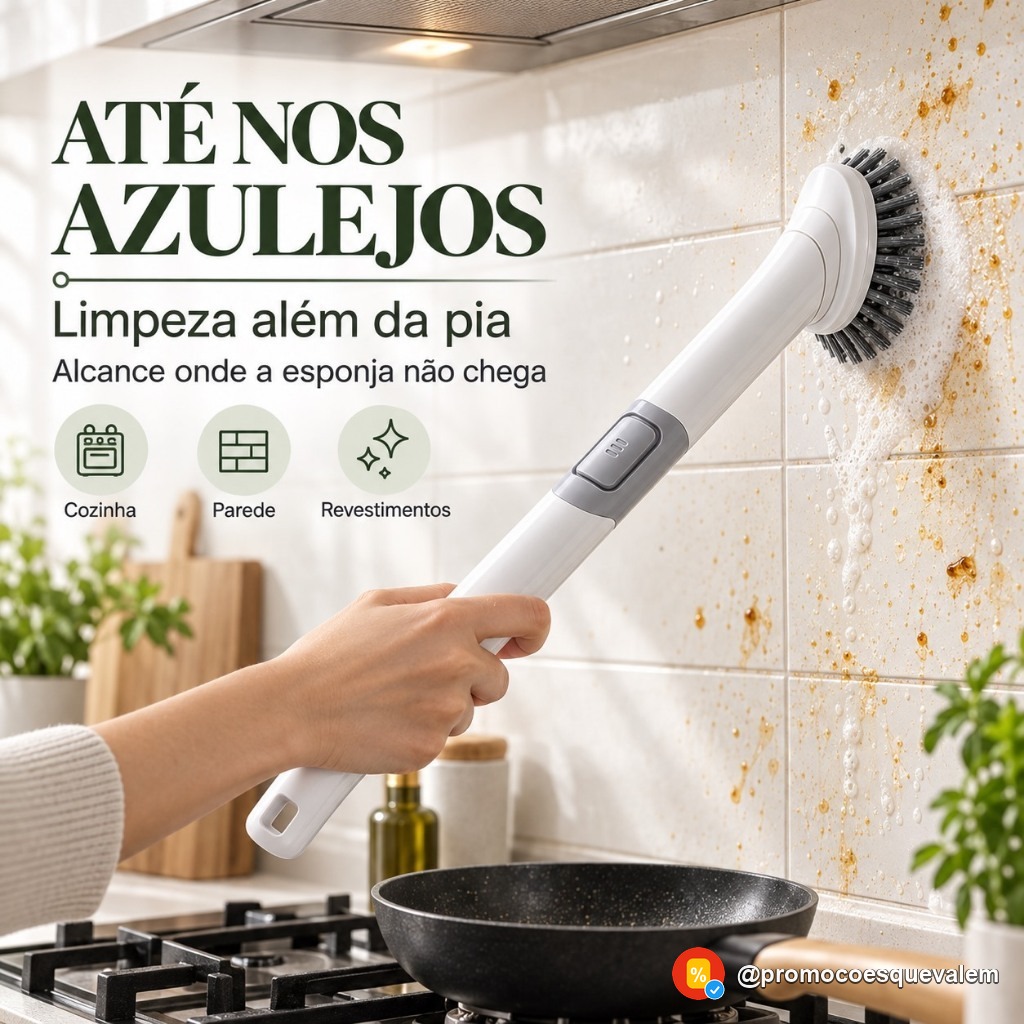 ATÉ NOS
AZULEJOS
Limpeza além da pia
Alcance onde a esponja não chega
Cozinha
Parede
Revestimentos
%
@promocoesquevalem